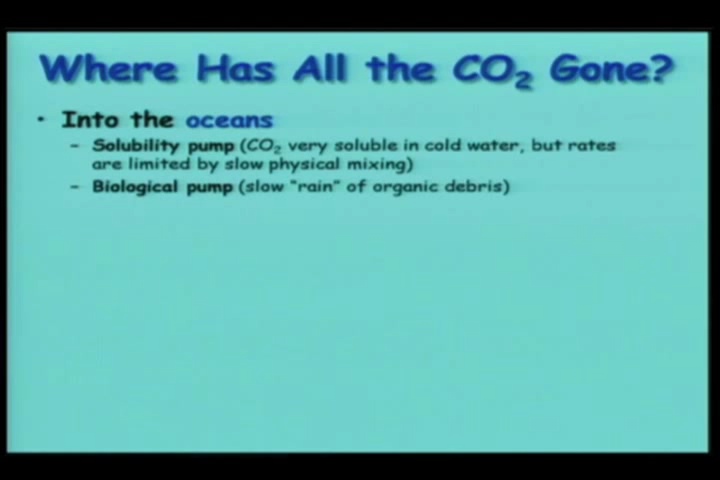 Where Has All the CO₂ Gone?
• Into the oceans
– Solubility pump (CO₂ very soluble in cold water, but rates
are limited by slow physical mixing)
– Biological pump (slow “rain” of organic debris)